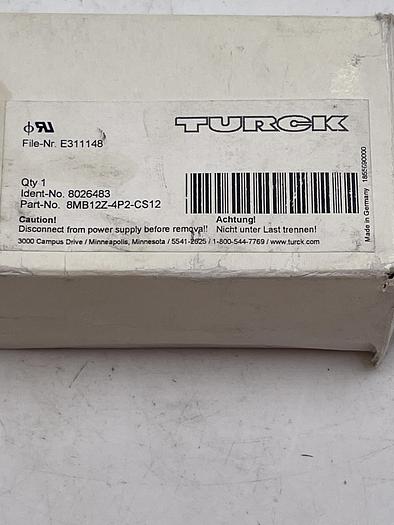 TURCK
File-Nr. E311148
Qty 1
Ident-No. 8026483
Part-No. 8MB12Z-4P2-CS12
Caution! Achtung!
Disconnect from power supply before removal! Nicht unter Last trennen!
3000 Campus Drive / Minneapolis, Minnesota / 5541-2625 / 1-800-544-7769 / www.turck.com
Made in Germany